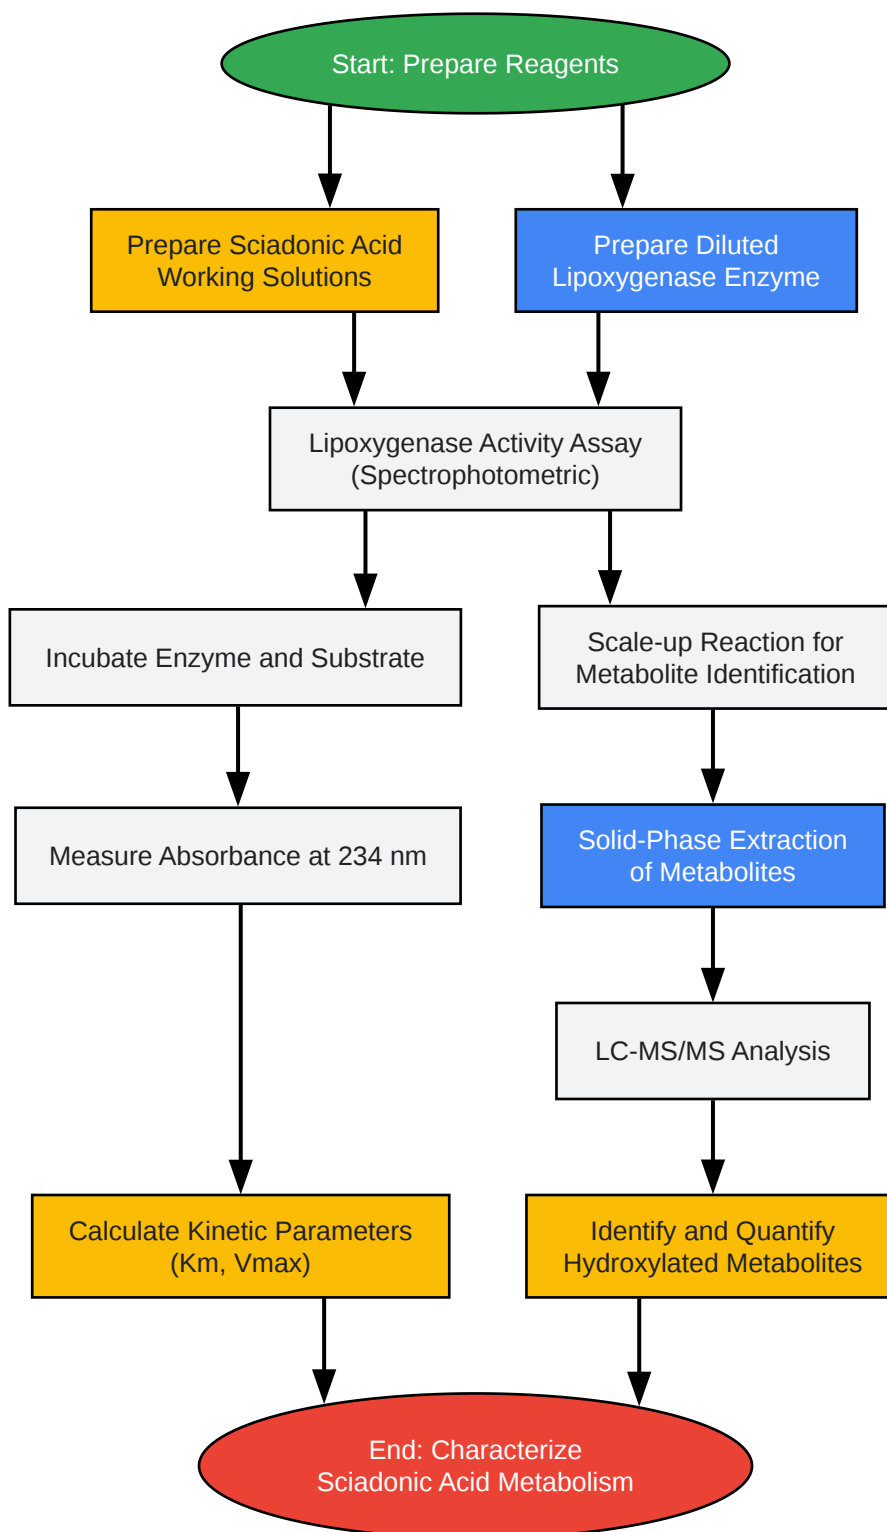 Start: Prepare Reagents
Prepare Sciadonic Acid
Working Solutions
Prepare Diluted
Lipoxygenase Enzyme
Lipoxygenase Activity Assay
(Spectrophotometric)
Incubate Enzyme and Substrate
Scale-up Reaction for
Metabolite Identification
Measure Absorbance at 234 nm
Solid-Phase Extraction
of Metabolites
LC-MS/MS Analysis
Calculate Kinetic Parameters
(Km, Vmax)
Identify and Quantify
Hydroxylated Metabolites
End: Characterize
Sciadonic Acid Metabolism